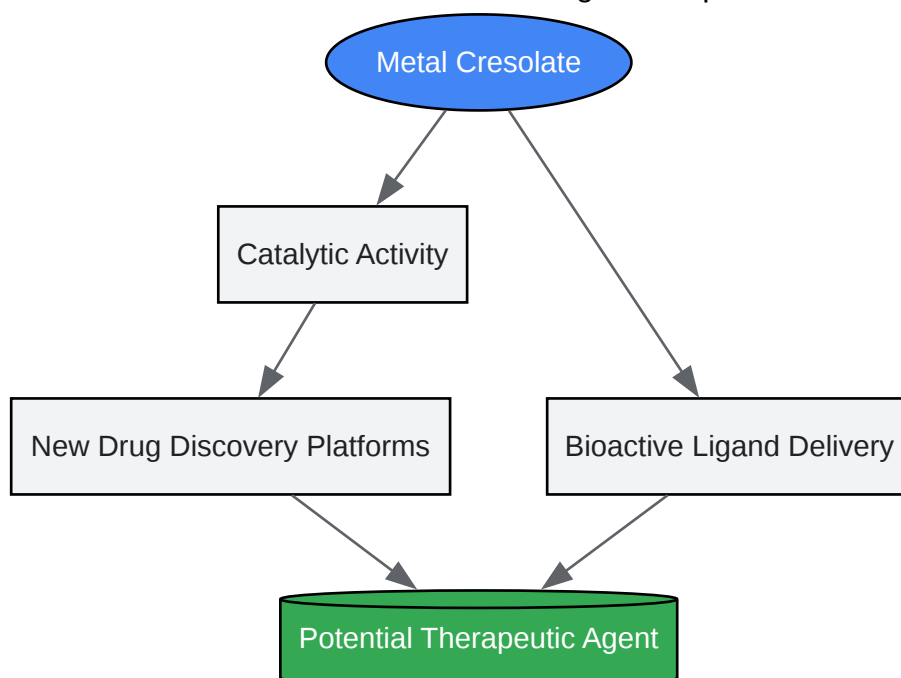 Metal Cresolate
Catalytic Activity
New Drug Discovery Platforms
Bioactive Ligand Delivery
Potential Therapeutic Agent